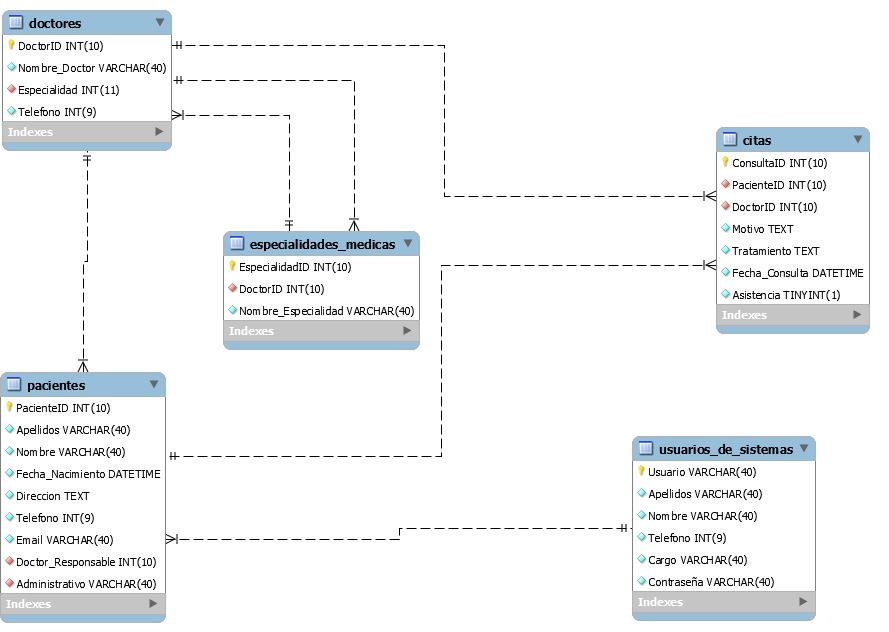 doctores
DoctorID INT(10)
Nombre_Doctor VARCHAR(40)
Especialidad INT(11)
Telefono INT(9)
Indexes
citas
ConsultaID INT(10)
PacienteID INT(10)
DoctorID INT(10)
Motivo TEXT
Tratamiento TEXT
Fecha_Consulta DATETIME
Asistencia TINYINT(1)
Indexes
especialidades_medicas
EspecialidadID INT(10)
DoctorID INT(10)
Nombre_Especialidad VARCHAR(40)
Indexes
pacientes
PacienteID INT(10)
Apellidos VARCHAR(40)
Nombre VARCHAR(40)
Fecha_Nacimiento DATETIME
Direccion TEXT
Telefono INT(9)
Email VARCHAR(40)
Doctor_Responsable INT(10)
Administrativo VARCHAR(40)
Indexes
usuarios_de_sistemas
Usuario VARCHAR(40)
Apellidos VARCHAR(40)
Nombre VARCHAR(40)
Telefono INT(9)
Cargo VARCHAR(40)
Contraseña VARCHAR(40)
Indexes